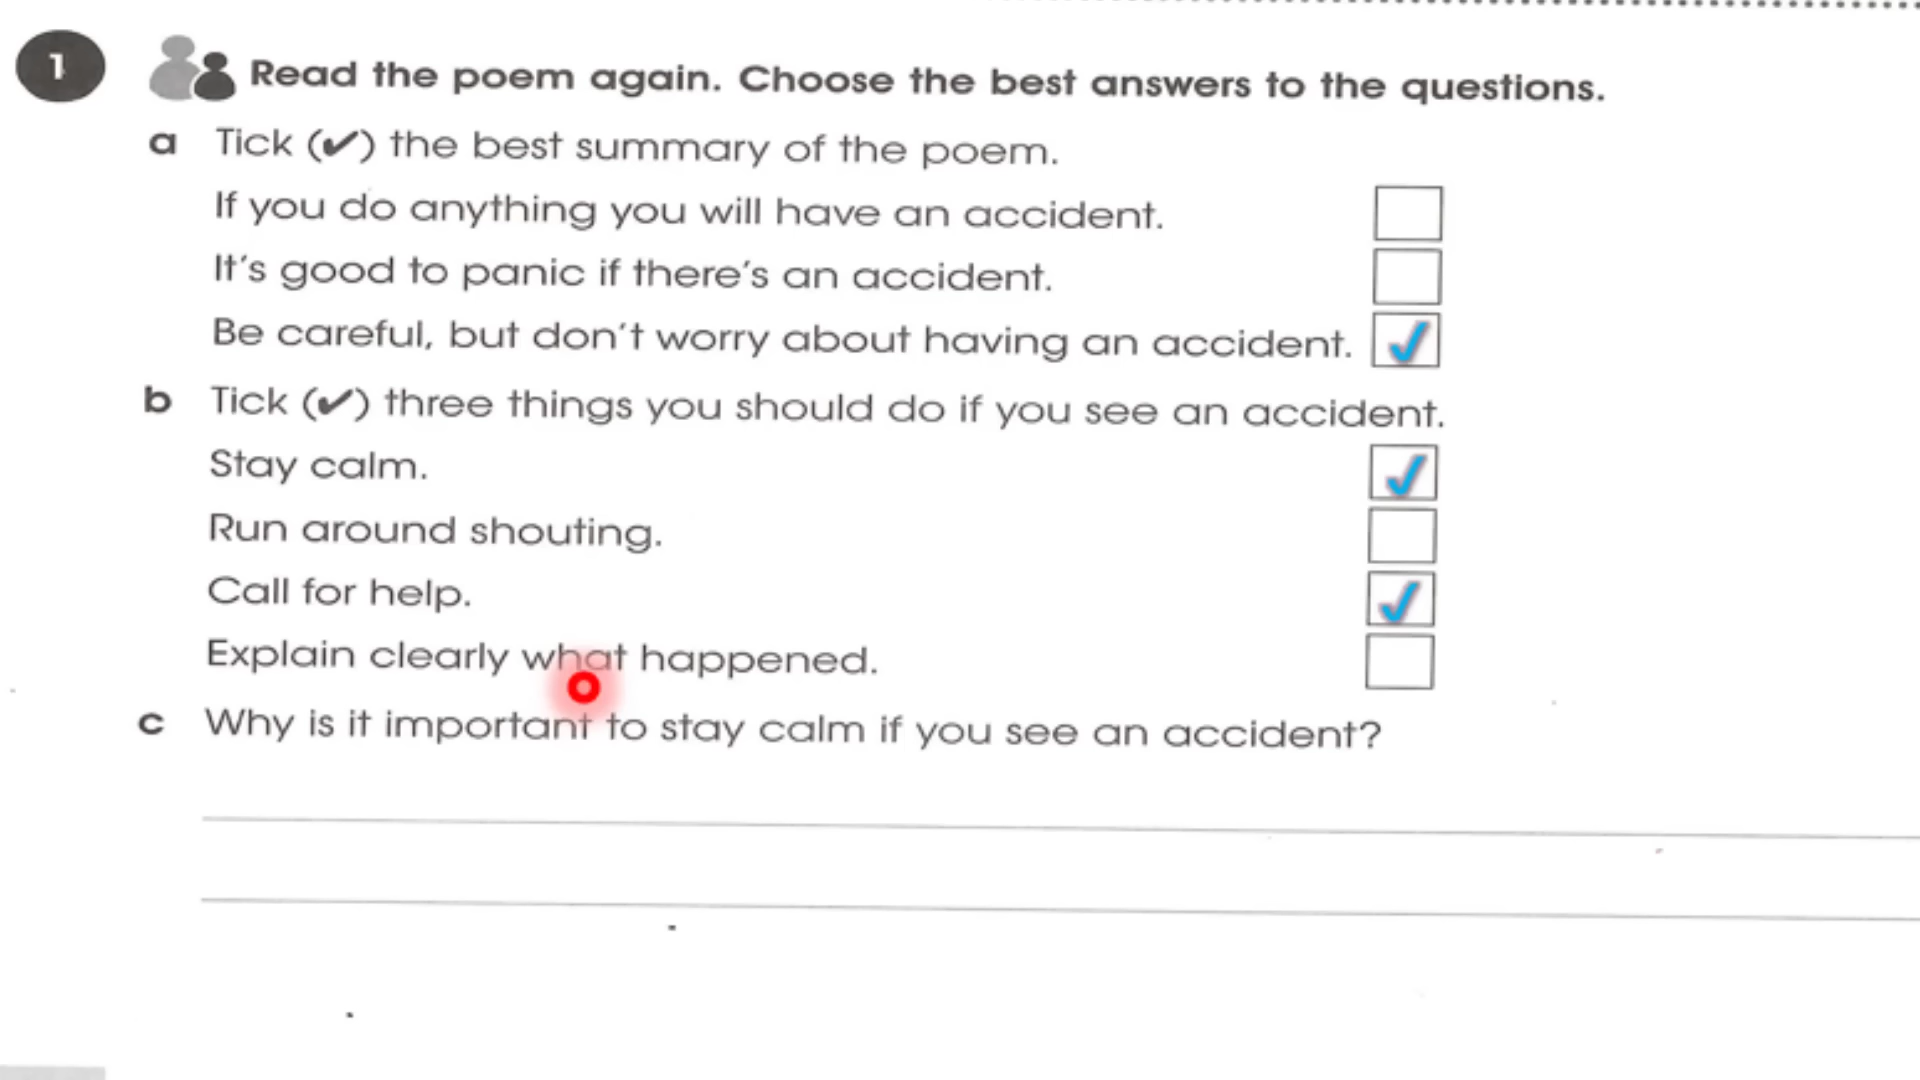 1 Read the poem again. Choose the best answers to the questions.
a Tick (✔) the best summary of the poem.
If you do anything you will have an accident.
It's good to panic if there's an accident.
Be careful, but don't worry about having an accident. ✓
b Tick (✔) three things you should do if you see an accident.
Stay calm. ✓
Run around shouting.
Call for help. ✓
Explain clearly what happened.
c Why is it important to stay calm if you see an accident?